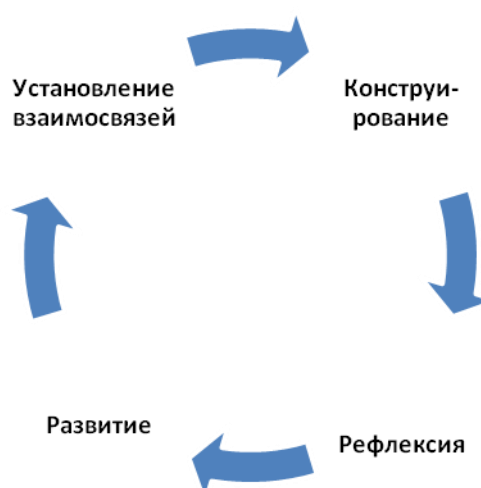 Установление
взаимосвязей
Конструи-
рование
Развитие
Рефлексия